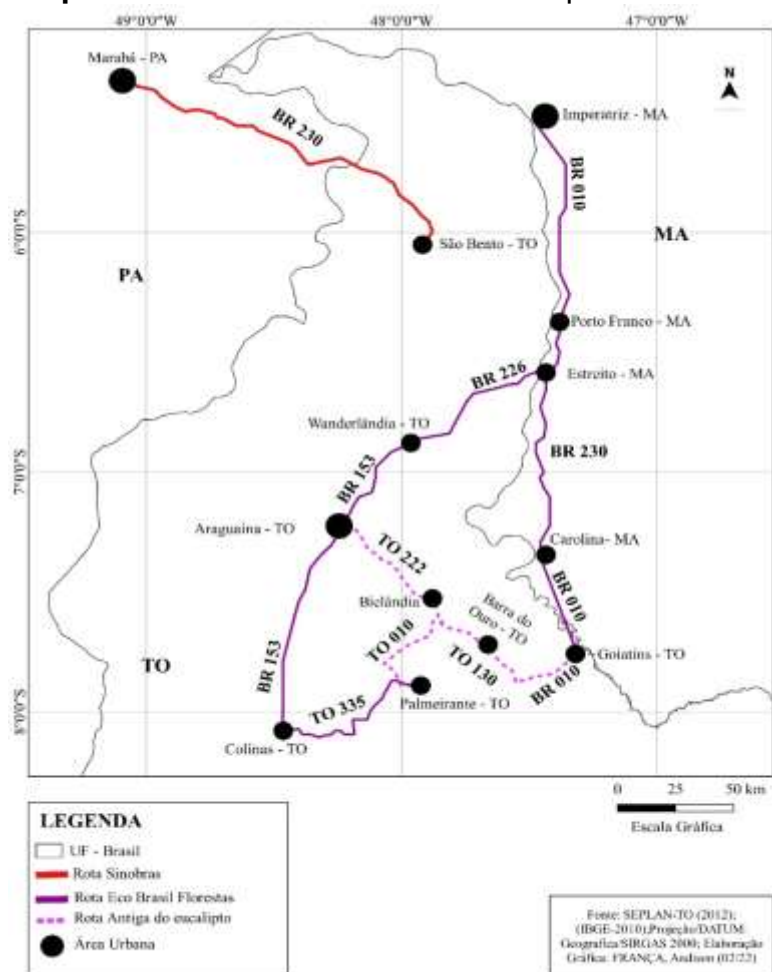 49°0'0"W
48°0'0"W
47°0'0"W
Marabá - PA
N
BR 230
Imperatriz - MA
BR 010
6°0'0"S
São Bento - TO
MA
PA
Porto Franco - MA
BR 226
Estreito - MA
Wanderlândia - TO
BR 230
7°0'0"S
BR 153
Araguaína - TO
TO 222
Carolina- MA
Bielândia
Barra do
Ouro - TO
BR 010
TO 010
TO
BR 153
TO 130
Goiatins - TO
BR 010
TO 335
Palmeirante - TO
8°0'0"S
Colinas - TO
0 25 50 km
Escala Gráfica
LEGENDA
UF - Brasil
Rota Sinobras
Rota Eco Brasil Florestas
Rota Antiga do eucalipto
Área Urbana
Fonte: SEPLAN-TO (2012);
(IBGE-2010),Projeção/DATUM
Geografica/SIRGAS 2000; Elaboração
Gráfica: FRANÇA, (02/22)